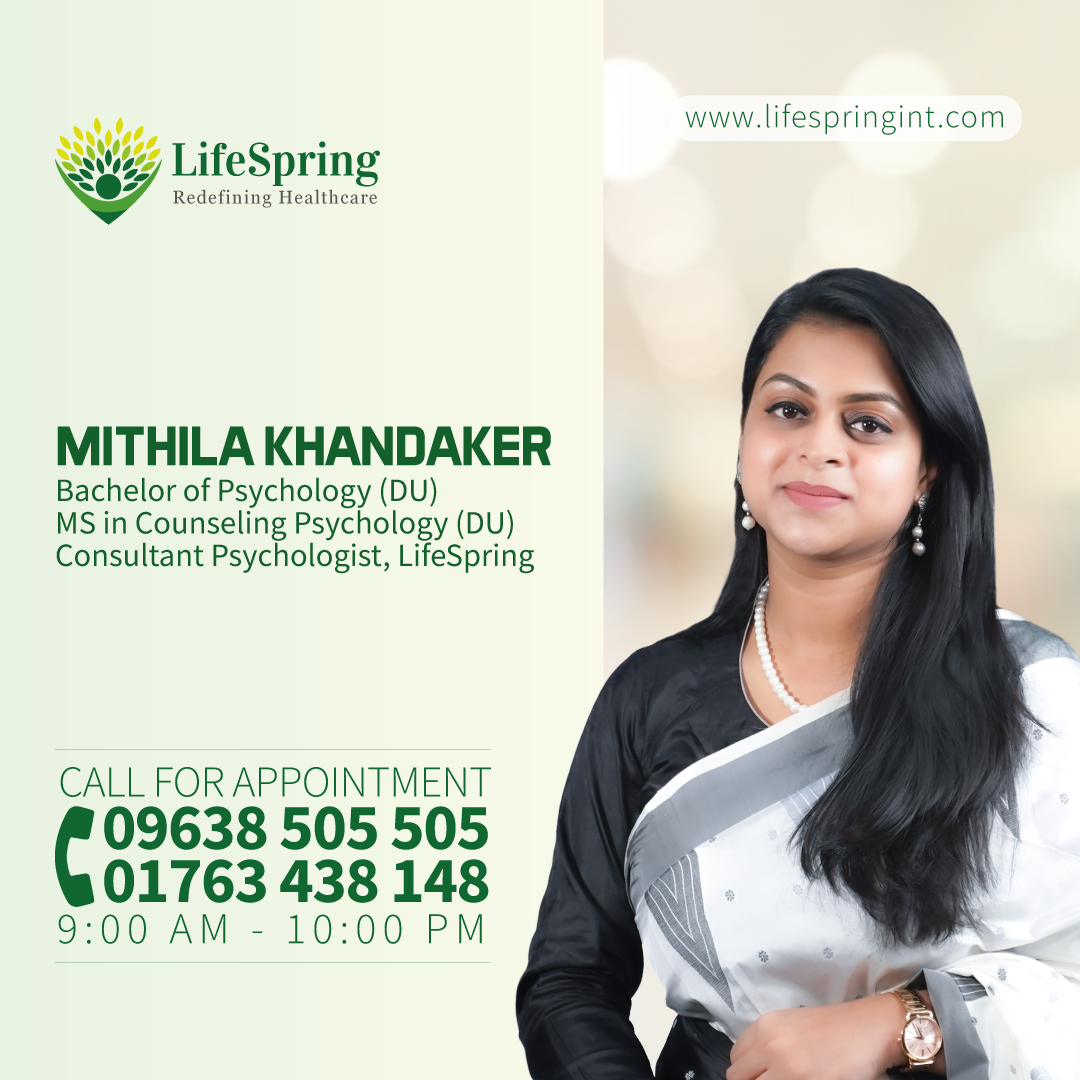 www.lifespringint.com
LifeSpring
Redefining Healthcare
MITHILA KHANDAKER
Bachelor of Psychology (DU)
MS in Counseling Psychology (DU)
Consultant Psychologist, LifeSpring
CALL FOR APPOINTMENT
09638 505 505
01763 438 148
9:00 AM - 10:00 PM